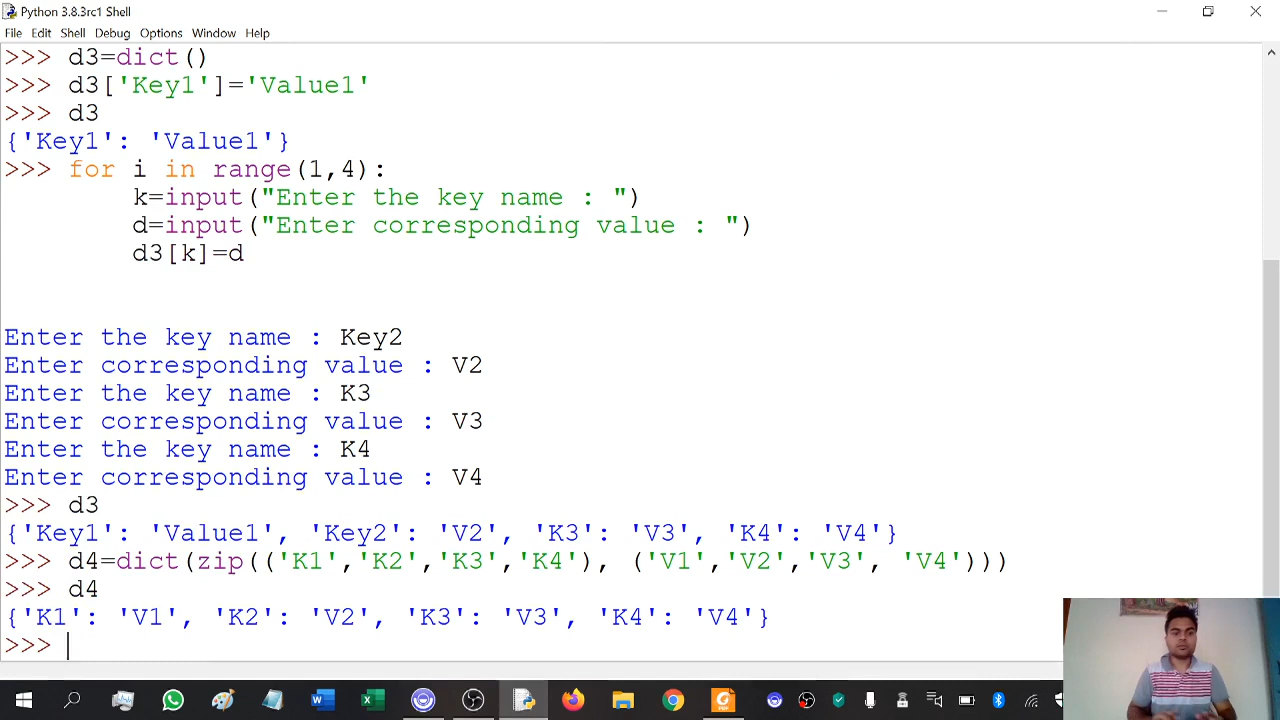 Python 3.8.3rc1 Shell
File Edit Shell Debug Options Window Help
>>> d3=dict()
>>> d3['Key1']='Value1'
>>> d3
{'Key1': 'Value1'}
>>> for i in range(1,4):
        k=input("Enter the key name : ")
        d=input("Enter corresponding value : ")
        d3[k]=d
Enter the key name : Key2
Enter corresponding value : V2
Enter the key name : K3
Enter corresponding value : V3
Enter the key name : K4
Enter corresponding value : V4
>>> d3
{'Key1': 'Value1', 'Key2': 'V2', 'K3': 'V3', 'K4': 'V4'}
>>> d4=dict(zip(('K1','K2','K3','K4'), ('V1','V2','V3', 'V4')))
>>> d4
{'K1': 'V1', 'K2': 'V2', 'K3': 'V3', 'K4': 'V4'}
>>>